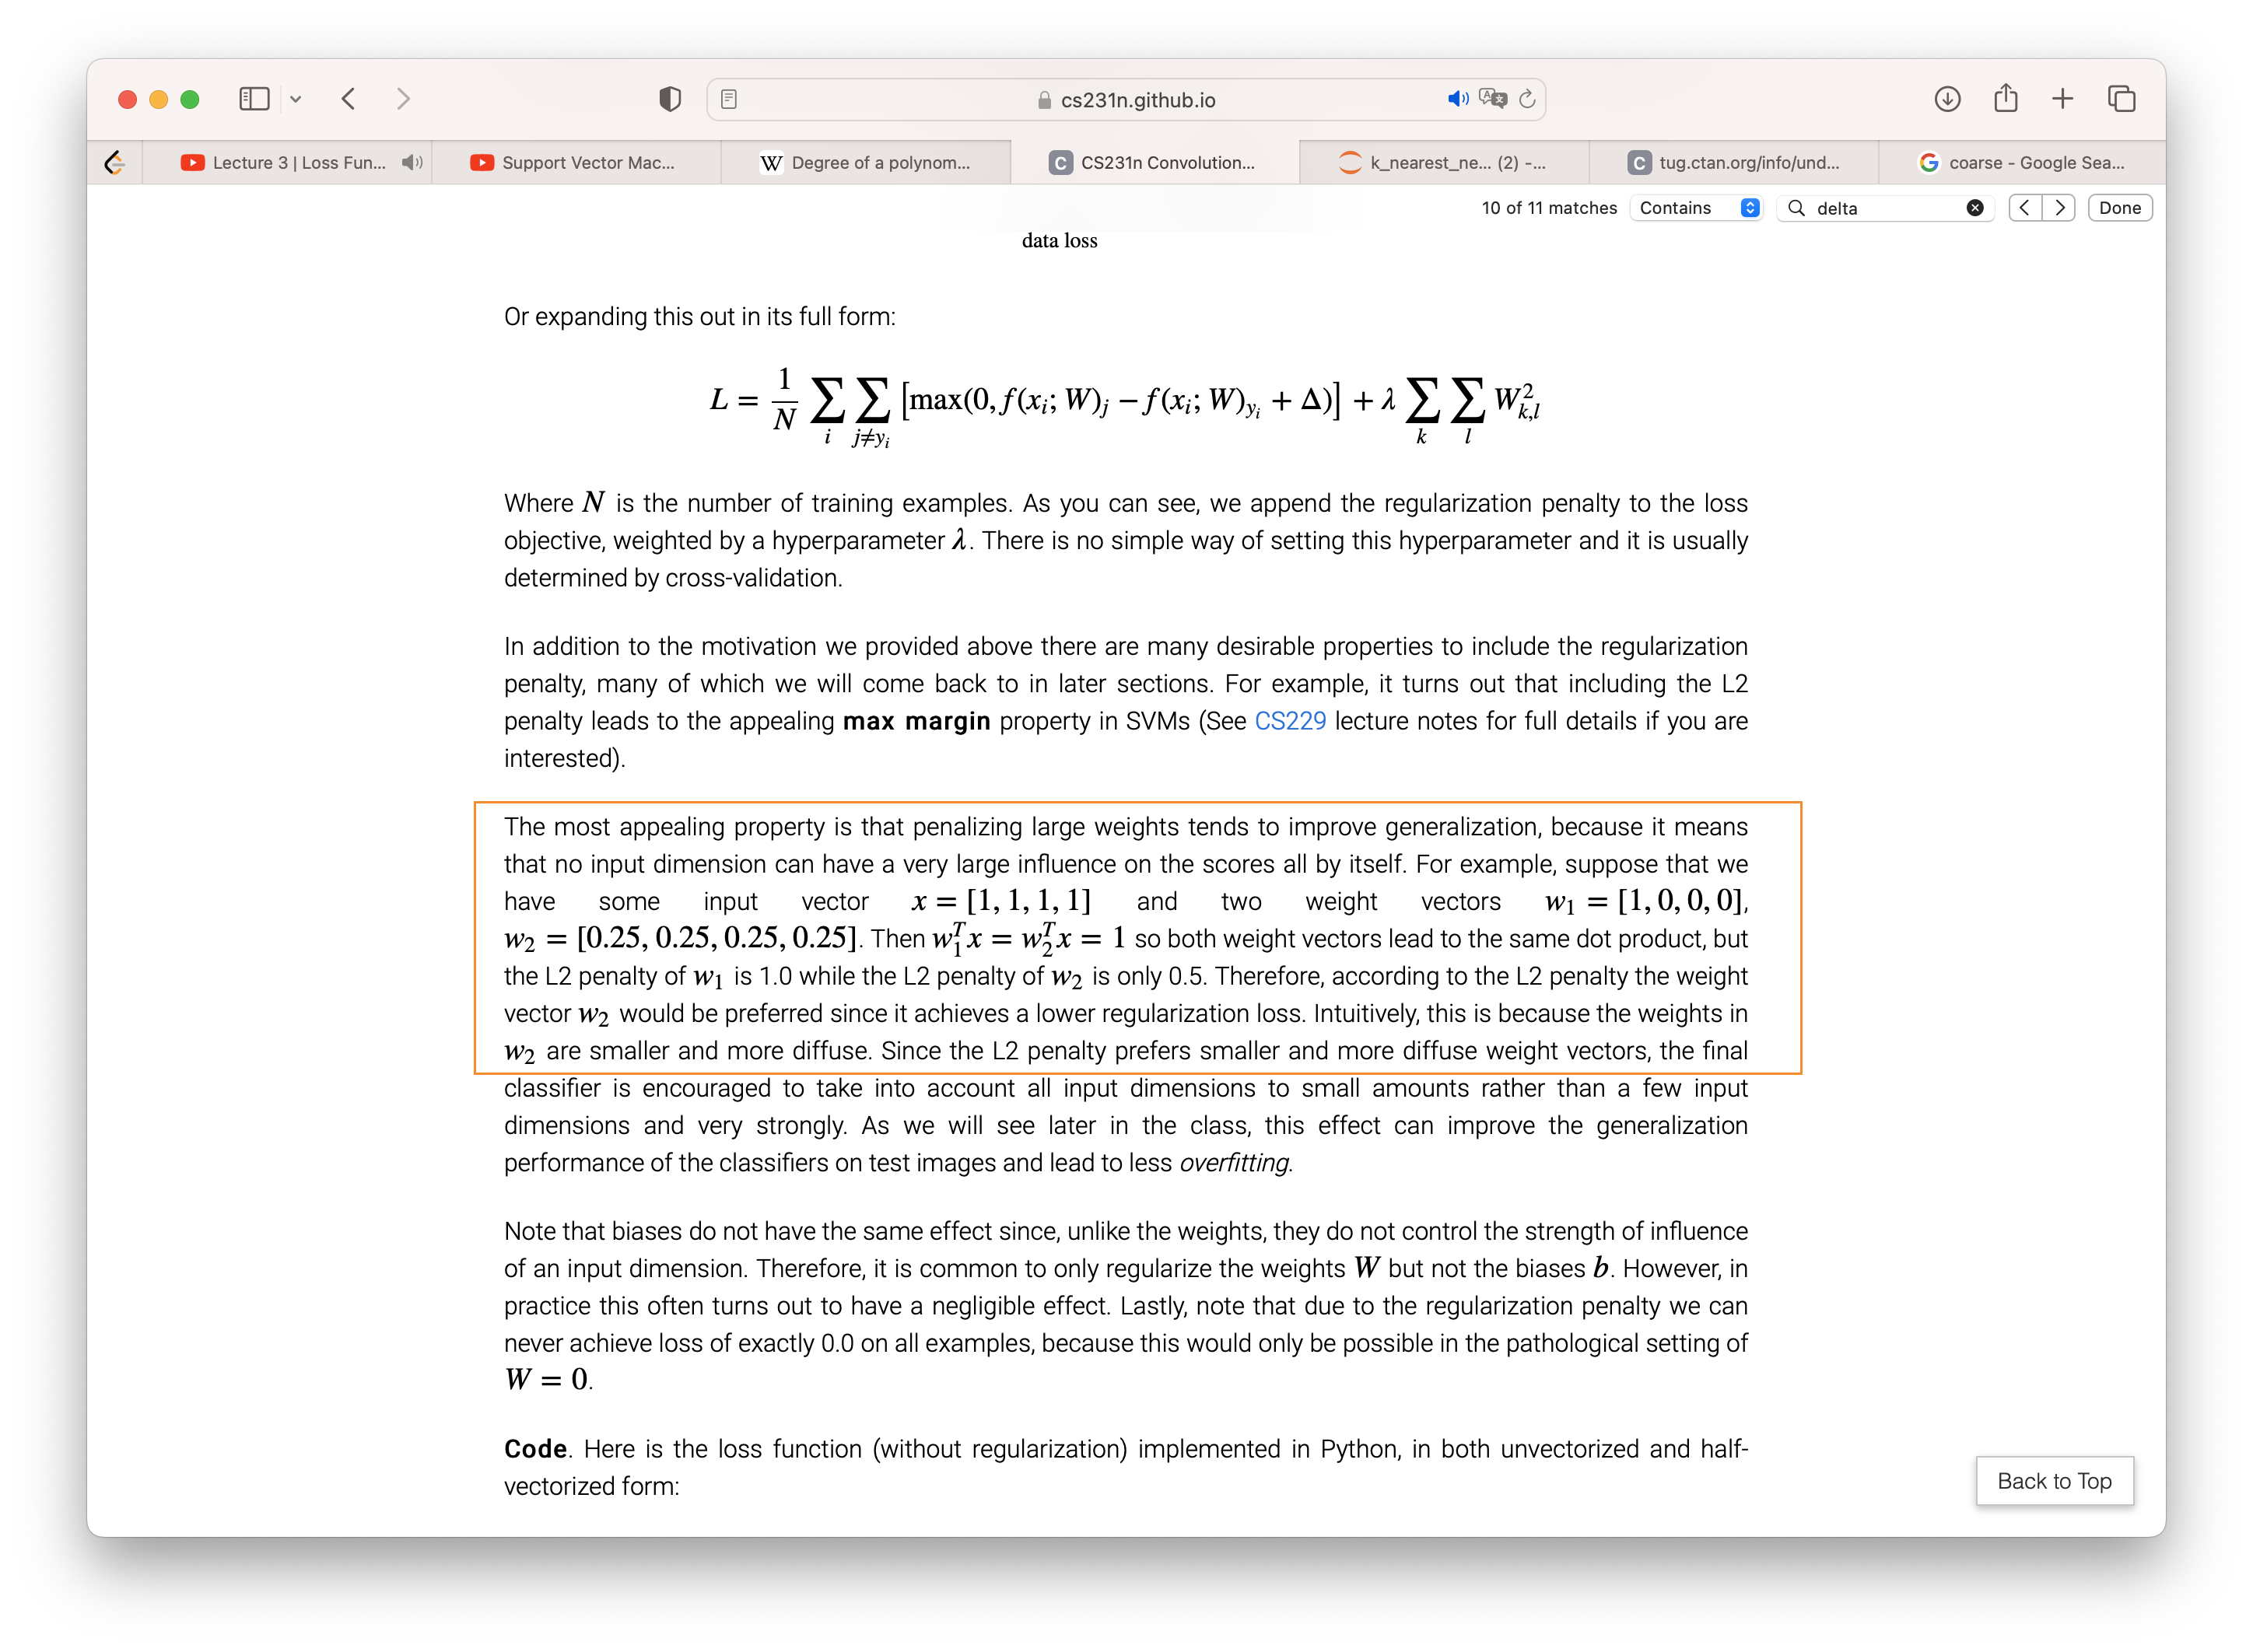 cs231n.github.io
Lecture 3 | Loss Fun...
Support Vector Mac...
W Degree of a polynom...
C CS231n Convolution...
k_nearest_ne... (2) -...
C tug.ctan.org/info/und...
G coarse - Google Sea...
10 of 11 matches Contains delta Done
data loss
Or expanding this out in its full form:
L = 1/N ∑_i ∑_{j≠y_i} [max(0, f(x_i; W)_j − f(x_i; W)_{y_i} + Δ)] + λ ∑_k ∑_l W²_{k,l}
Where N is the number of training examples. As you can see, we append the regularization penalty to the loss
objective, weighted by a hyperparameter λ. There is no simple way of setting this hyperparameter and it is usually
determined by cross-validation.
In addition to the motivation we provided above there are many desirable properties to include the regularization
penalty, many of which we will come back to in later sections. For example, it turns out that including the L2
penalty leads to the appealing max margin property in SVMs (See CS229 lecture notes for full details if you are
interested).
The most appealing property is that penalizing large weights tends to improve generalization, because it means
that no input dimension can have a very large influence on the scores all by itself. For example, suppose that we
have some input vector x = [1, 1, 1, 1] and two weight vectors w₁ = [1, 0, 0, 0],
w₂ = [0.25, 0.25, 0.25, 0.25]. Then w₁ᵀx = w₂ᵀx = 1 so both weight vectors lead to the same dot product, but
the L2 penalty of w₁ is 1.0 while the L2 penalty of w₂ is only 0.5. Therefore, according to the L2 penalty the weight
vector w₂ would be preferred since it achieves a lower regularization loss. Intuitively, this is because the weights in
w₂ are smaller and more diffuse. Since the L2 penalty prefers smaller and more diffuse weight vectors, the final
classifier is encouraged to take into account all input dimensions to small amounts rather than a few input
dimensions and very strongly. As we will see later in the class, this effect can improve the generalization
performance of the classifiers on test images and lead to less overfitting.
Note that biases do not have the same effect since, unlike the weights, they do not control the strength of influence
of an input dimension. Therefore, it is common to only regularize the weights W but not the biases b. However, in
practice this often turns out to have a negligible effect. Lastly, note that due to the regularization penalty we can
never achieve loss of exactly 0.0 on all examples, because this would only be possible in the pathological setting of
W = 0.
Code. Here is the loss function (without regularization) implemented in Python, in both unvectorized and half-
vectorized form:
Back to Top